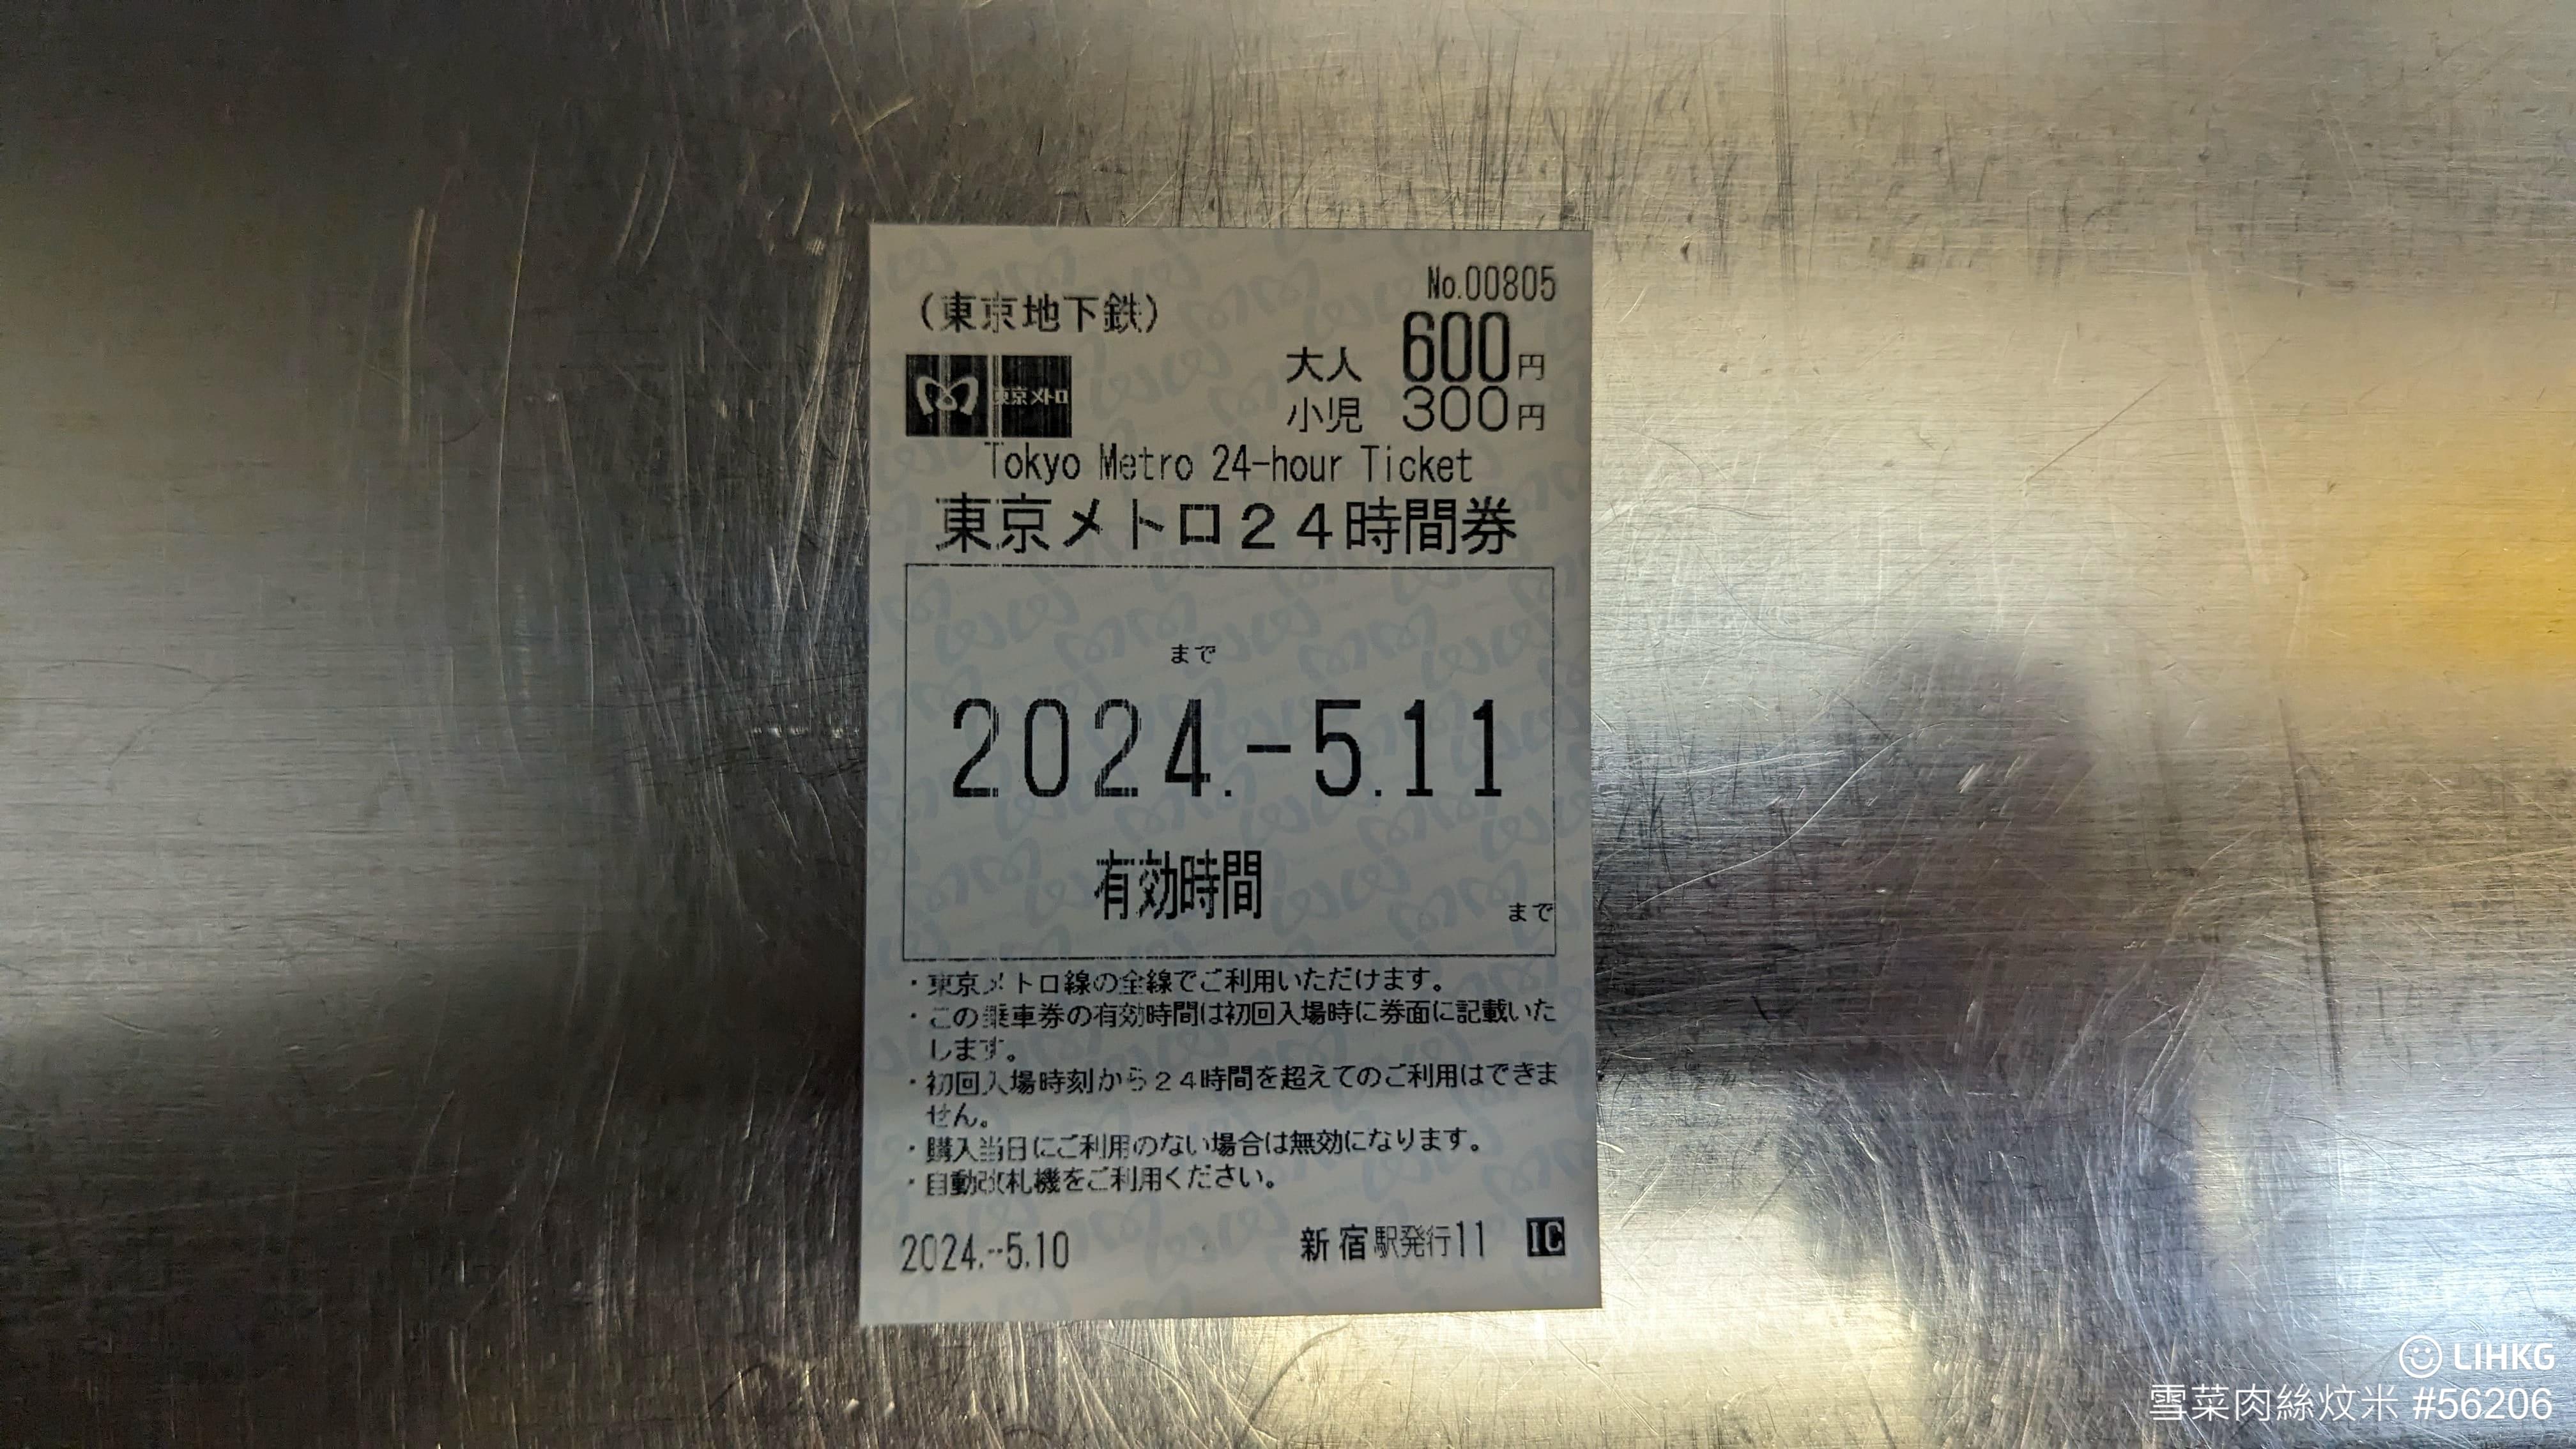 No.00805
(東京地下鉄)
大人 600円
東京メトロ
小児 300円
Tokyo Metro 24-hour Ticket
東京メトロ24時間券
まで
2024.-5.11
有効時間
まで
・東京メトロ線の全線でご利用いただけます。
・この乗車券の有効時間は初回入場時に券面に記載いた
します。
・初回入場時刻から24時間を超えてのご利用はできま
せん。
・購入当日にご利用のない場合は無効になります。
・自動改札機をご利用ください。
2024.-5.10 新宿駅発行11 IC
LIHKG
雪菜肉絲炆米 #56206